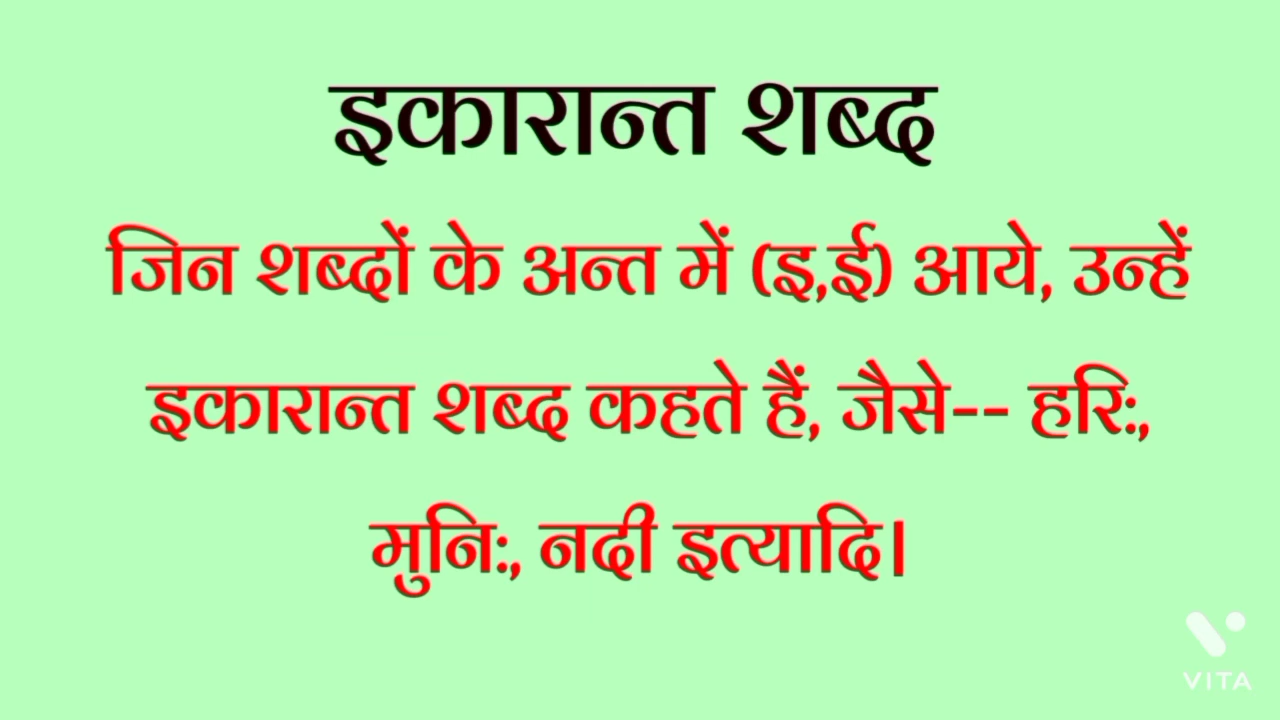 इकारान्त शब्द
जिन शब्दों के अन्त में (इ,ई) आये, उन्हें
इकारान्त शब्द कहते हैं, जैसे-- हरि:,
मुनि:, नदी इत्यादि।
VITA